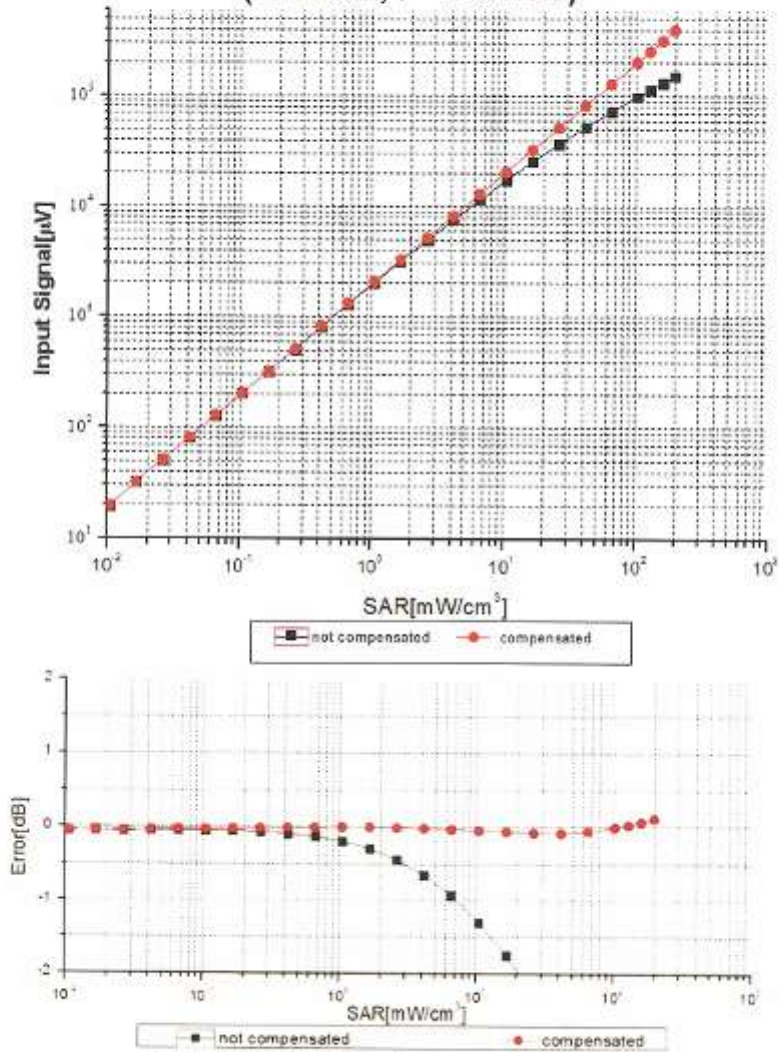 10³
10⁴
10⁴
10²
10¹
Input Signal[µV]
10⁻² 10⁻¹ 10⁰ 10¹ 10² 10³
SAR[mW/cm³]
not compensated compensated
2
1
0
-1
-2
Error[dB]
SAR[mW/cm³]
not compensated compensated